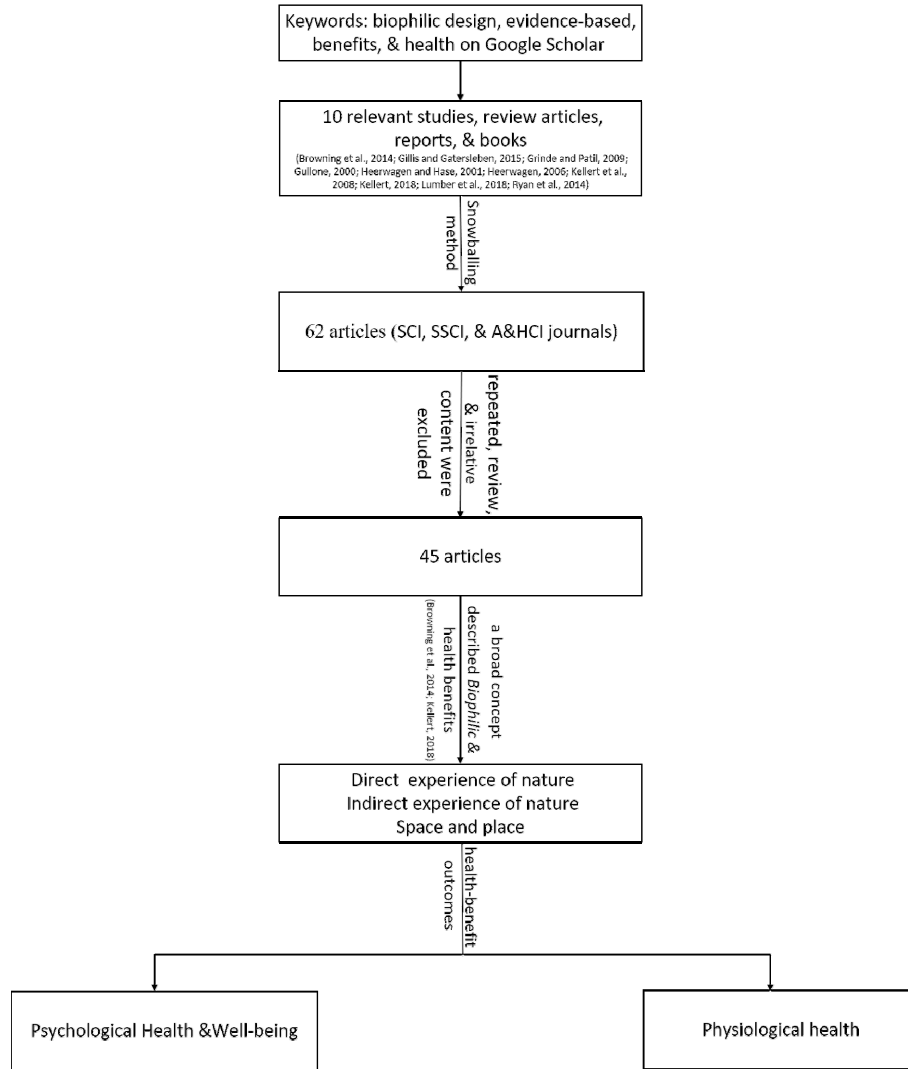 Keywords: biophilic design, evidence-based,
benefits, & health on Google Scholar
10 relevant studies, review articles,
reports, & books
(Browning et al., 2014; Gillis and Gatersleben, 2015; Grinde and Patil, 2009;
Gullone, 2000; Heerwagen and Hase, 2001; Heerwagen, 2006; Kellert et al.,
2008; Kellert, 2018; Lumber et al., 2018; Ryan et al., 2014)
Snowballing
method
62 articles (SCI, SSCI, & A&HCI journals)
repeated, review,
& irrelative
content were
excluded
45 articles
a broad concept
described Biophilic &
health benefits
(Browning et al., 2014; Kellert, 2018)
Direct experience of nature
Indirect experience of nature
Space and place
health-benefit
outcomes
Psychological Health &Well-being
Physiological health